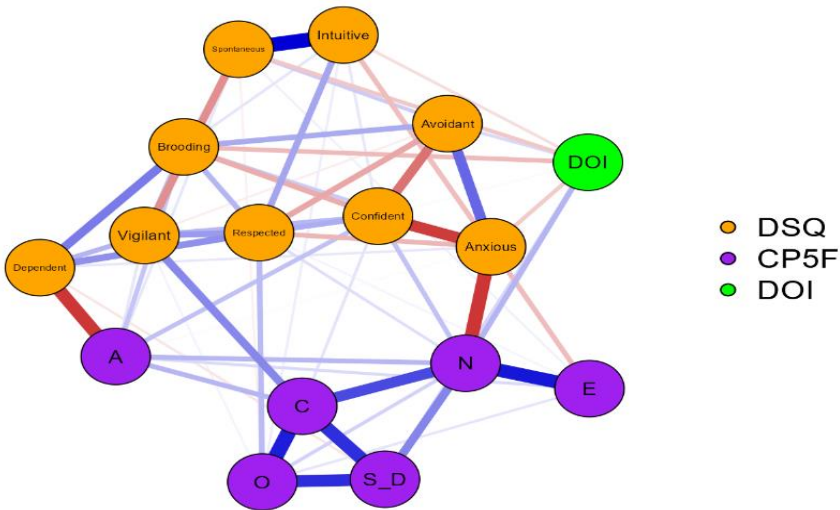 Spontaneous
Intuitive
Avoidant
Brooding
DOI
Confident
Vigilant
Respected
Anxious
Dependent
A
N
E
C
O
S_D
DSQ
CP5F
DOI